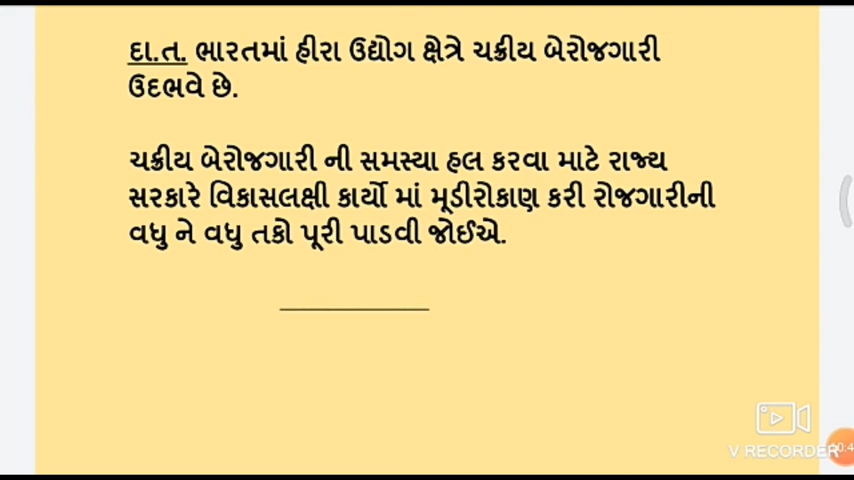 દા.ત. ભારતમાં હીરા ઉદ્યોગ ક્ષેત્રે ચક્રીય બેરોજગારી
ઉદભવે છે.
ચક્રીય બેરોજગારી ની સમસ્યા હલ કરવા માટે રાજ્ય
સરકારે વિકાસલક્ષી કાર્યો માં મૂડીરોકાણ કરી રોજગારીની
વધુ ને વધુ તકો પૂરી પાડવી જોઈએ.
V RECORDER